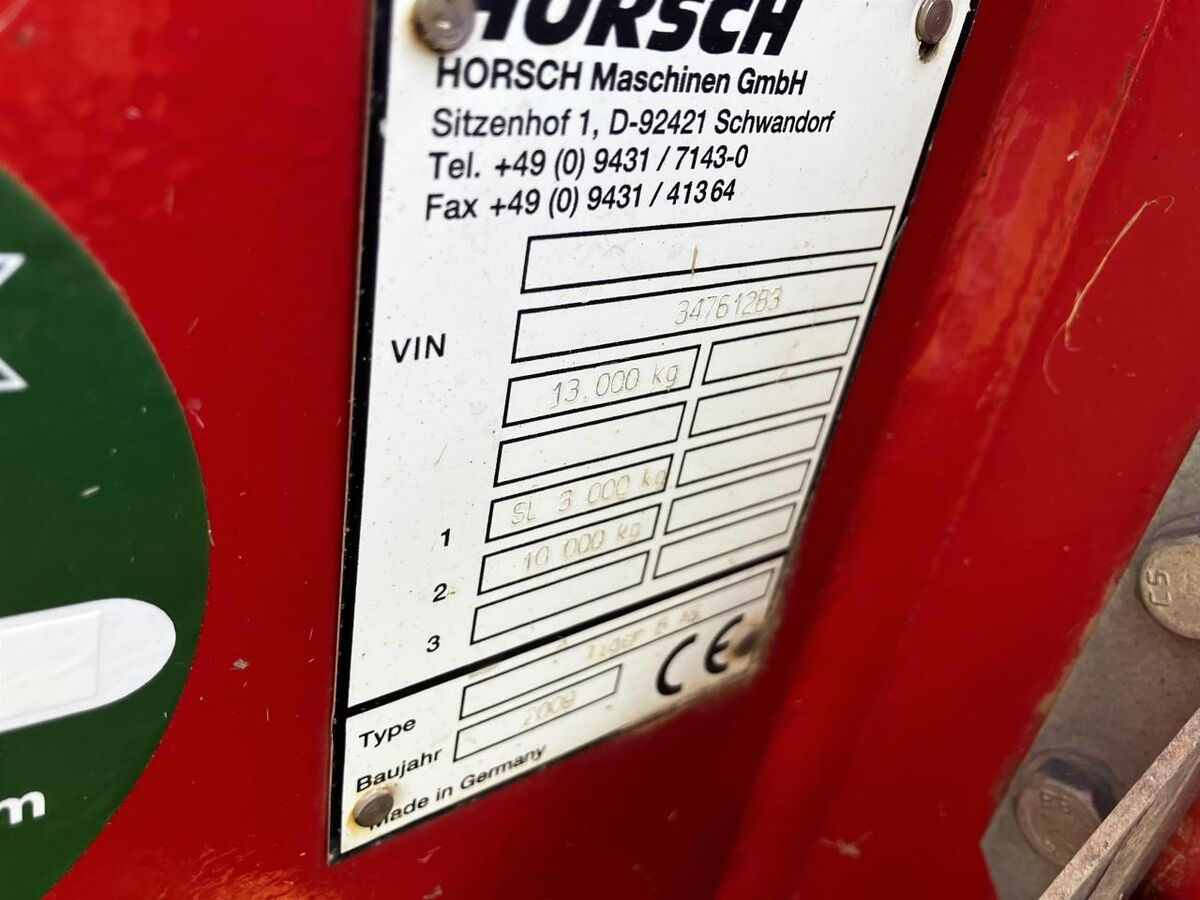 HORSCH
HORSCH Maschinen GmbH
Sitzenhof 1, D-92421 Schwandorf
Tel. +49 (0) 9431 / 7143-0
Fax +49 (0) 9431 / 41364
VIN 34761283
13.000 kg
1 SL 3 000 kg
2 10 000 kg
3
Type Tiger 6 AS
Baujahr 2009
CE
Made in Germany
m